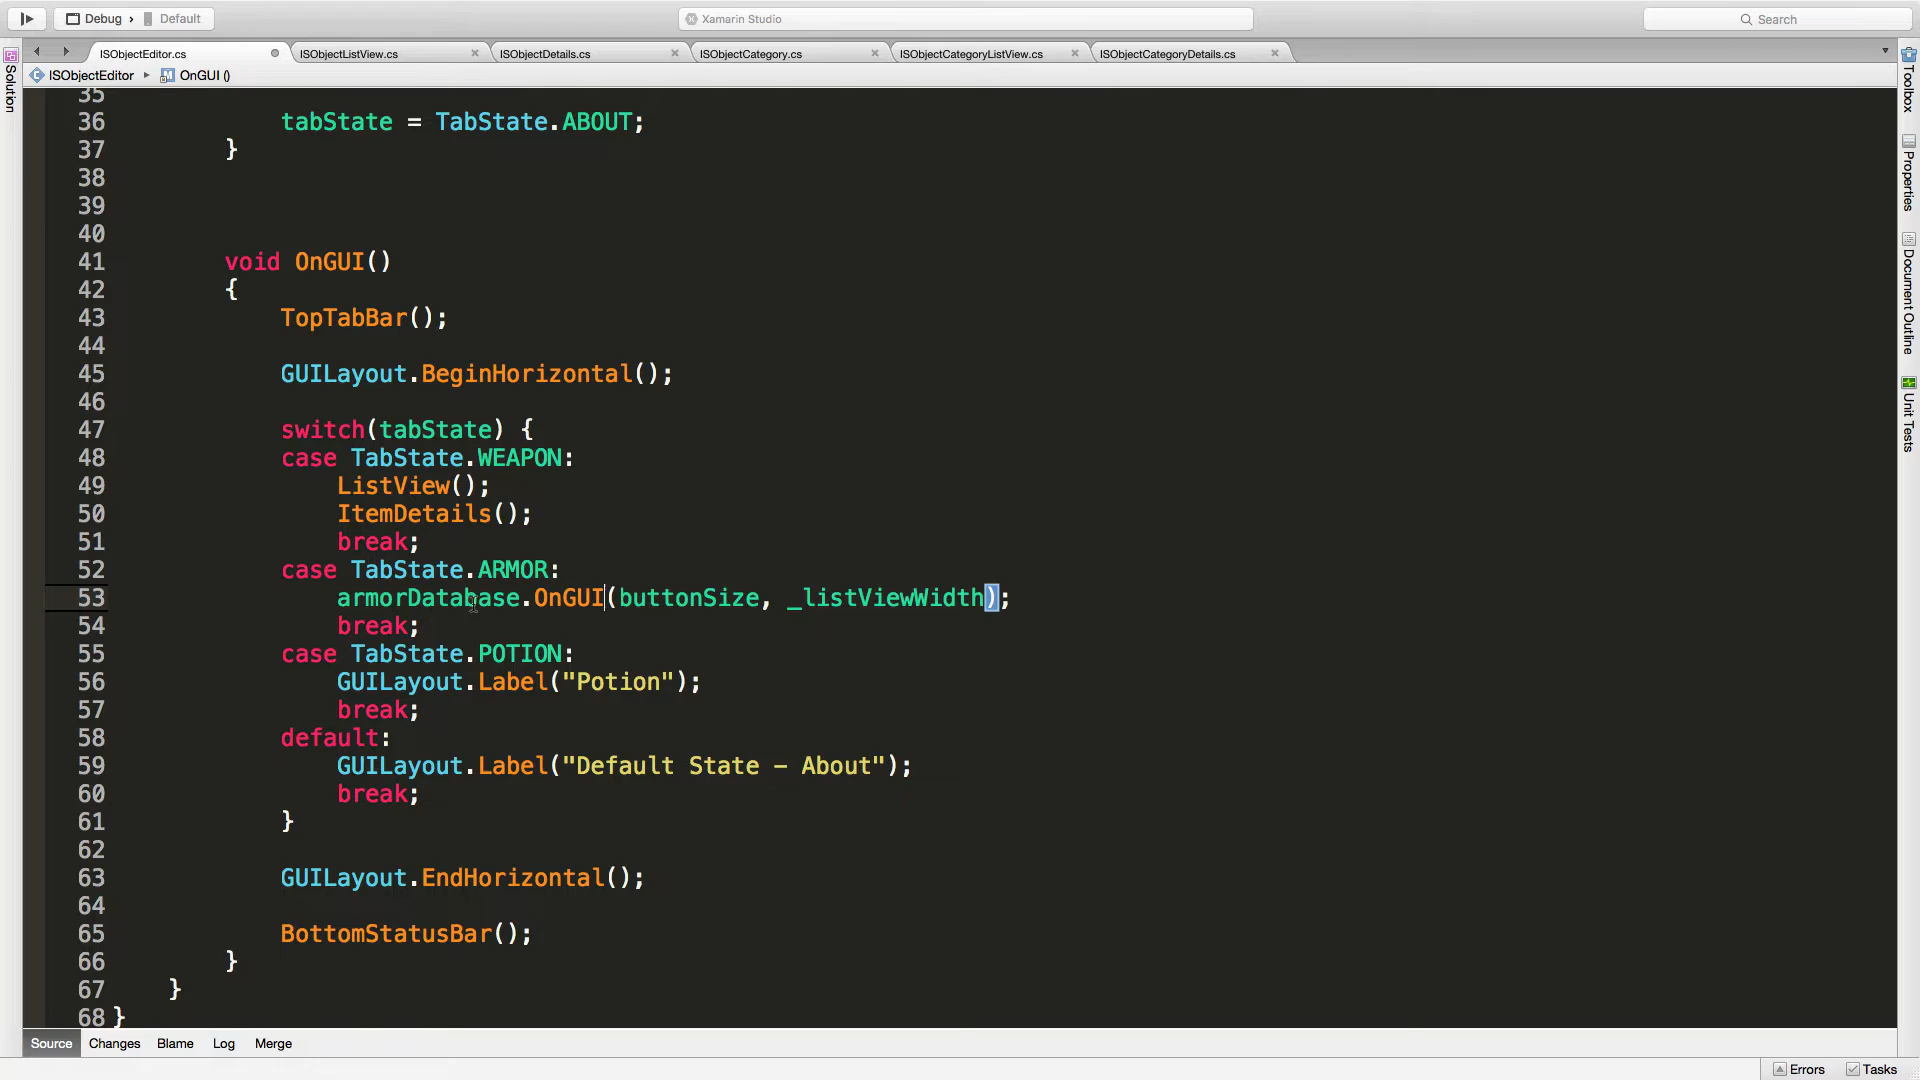 Debug › Default
Xamarin Studio
Search
ISObjectEditor.cs
ISObjectListView.cs
ISObjectDetails.cs
ISObjectCategory.cs
ISObjectCategoryListView.cs
ISObjectCategoryDetails.cs
ISObjectEditor ▸ OnGUI ()
Solution
Toolbox
Properties
Document Outline
Unit Tests
35
36 tabState = TabState.ABOUT;
37 }
38
39
40
41 void OnGUI()
42 {
43 TopTabBar();
44
45 GUILayout.BeginHorizontal();
46
47 switch(tabState) {
48 case TabState.WEAPON:
49 ListView();
50 ItemDetails();
51 break;
52 case TabState.ARMOR:
53 armorDatabase.OnGUI(buttonSize, _listViewWidth);
54 break;
55 case TabState.POTION:
56 GUILayout.Label("Potion");
57 break;
58 default:
59 GUILayout.Label("Default State – About");
60 break;
61 }
62
63 GUILayout.EndHorizontal();
64
65 BottomStatusBar();
66 }
67 }
68 }
Source Changes Blame Log Merge
Errors Tasks